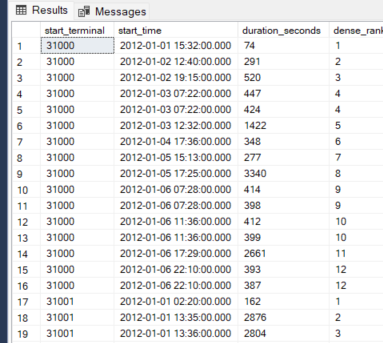 Results Messages
start_terminal start_time duration_seconds dense_rank
1 31000 2012-01-01 15:32:00.000 74 1
2 31000 2012-01-02 12:40:00.000 291 2
3 31000 2012-01-02 19:15:00.000 520 3
4 31000 2012-01-03 07:22:00.000 447 4
5 31000 2012-01-03 07:22:00.000 424 4
6 31000 2012-01-03 12:32:00.000 1422 5
7 31000 2012-01-04 17:36:00.000 348 6
8 31000 2012-01-05 15:13:00.000 277 7
9 31000 2012-01-05 17:25:00.000 3340 8
10 31000 2012-01-06 07:28:00.000 414 9
11 31000 2012-01-06 07:28:00.000 398 9
12 31000 2012-01-06 11:36:00.000 412 10
13 31000 2012-01-06 11:36:00.000 399 10
14 31000 2012-01-06 17:29:00.000 2661 11
15 31000 2012-01-06 22:10:00.000 393 12
16 31000 2012-01-06 22:10:00.000 387 12
17 31001 2012-01-01 02:20:00.000 162 1
18 31001 2012-01-01 13:35:00.000 2876 2
19 31001 2012-01-01 13:36:00.000 2804 3